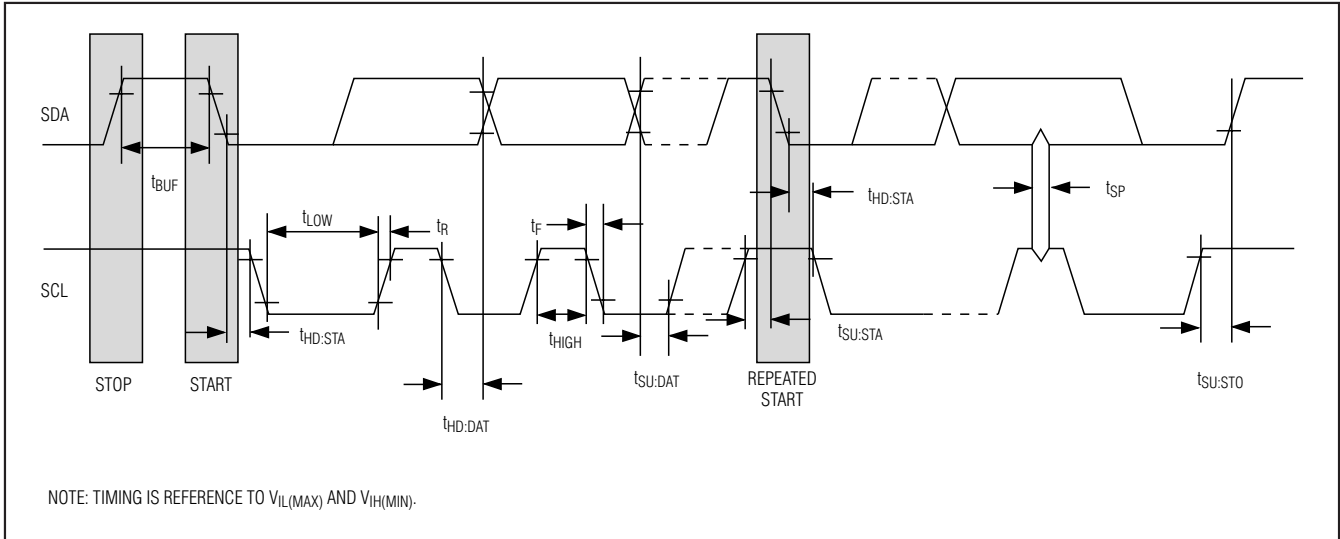 SDA
tBUF
tLOW
tR
tF
tHD:STA
tSP
SCL
tHD:STA
tHIGH
tSU:STA
tSU:DAT
tSU:STO
STOP
START
REPEATED
START
tHD:DAT
NOTE: TIMING IS REFERENCE TO VIL(MAX) AND VIH(MIN).